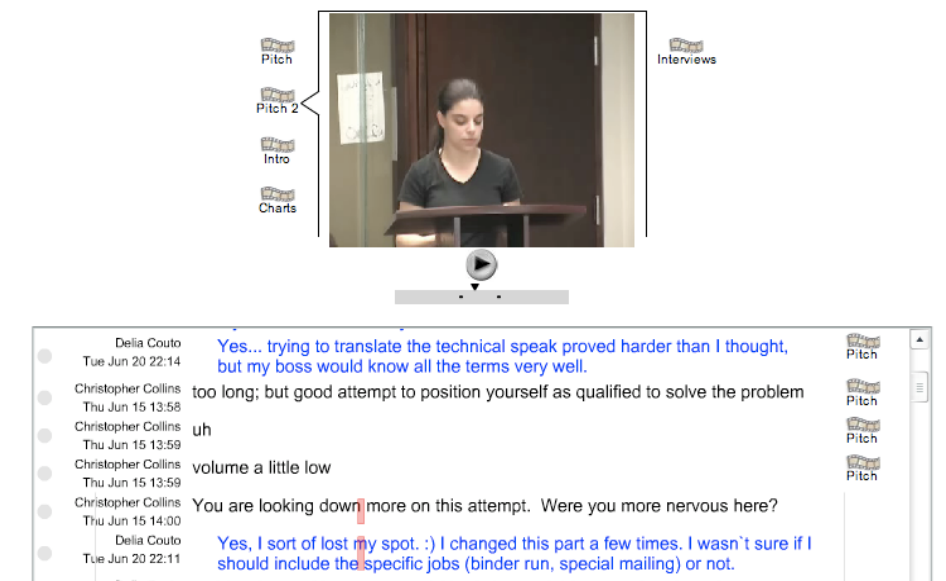 Pitch
Pitch 2
Intro
Charts
Interviews
Delia Couto
Tue Jun 20 22:14
Yes... trying to translate the technical speak proved harder than I thought,
but my boss would know all the terms very well.
Pitch
Christopher Collins
Thu Jun 15 13:58
too long; but good attempt to position yourself as qualified to solve the problem
Pitch
Christopher Collins
Thu Jun 15 13:59
uh
Pitch
Christopher Collins
Thu Jun 15 13:59
volume a little low
Pitch
Christopher Collins
Thu Jun 15 14:00
You are looking down more on this attempt. Were you more nervous here?
Delia Couto
Tue Jun 20 22:11
Yes, I sort of lost my spot. :) I changed this part a few times. I wasn`t sure if I
should include the specific jobs (binder run, special mailing) or not.